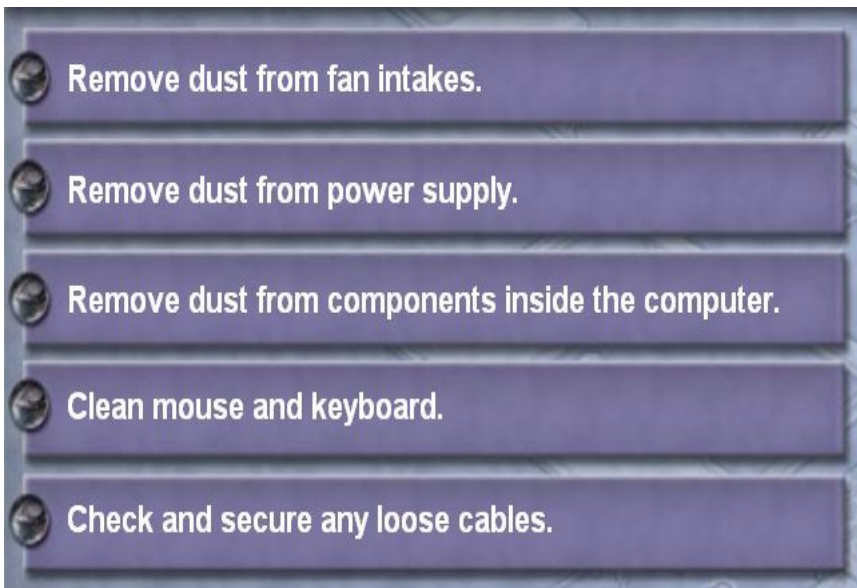 Remove dust from fan intakes.
Remove dust from power supply.
Remove dust from components inside the computer.
Clean mouse and keyboard.
Check and secure any loose cables.